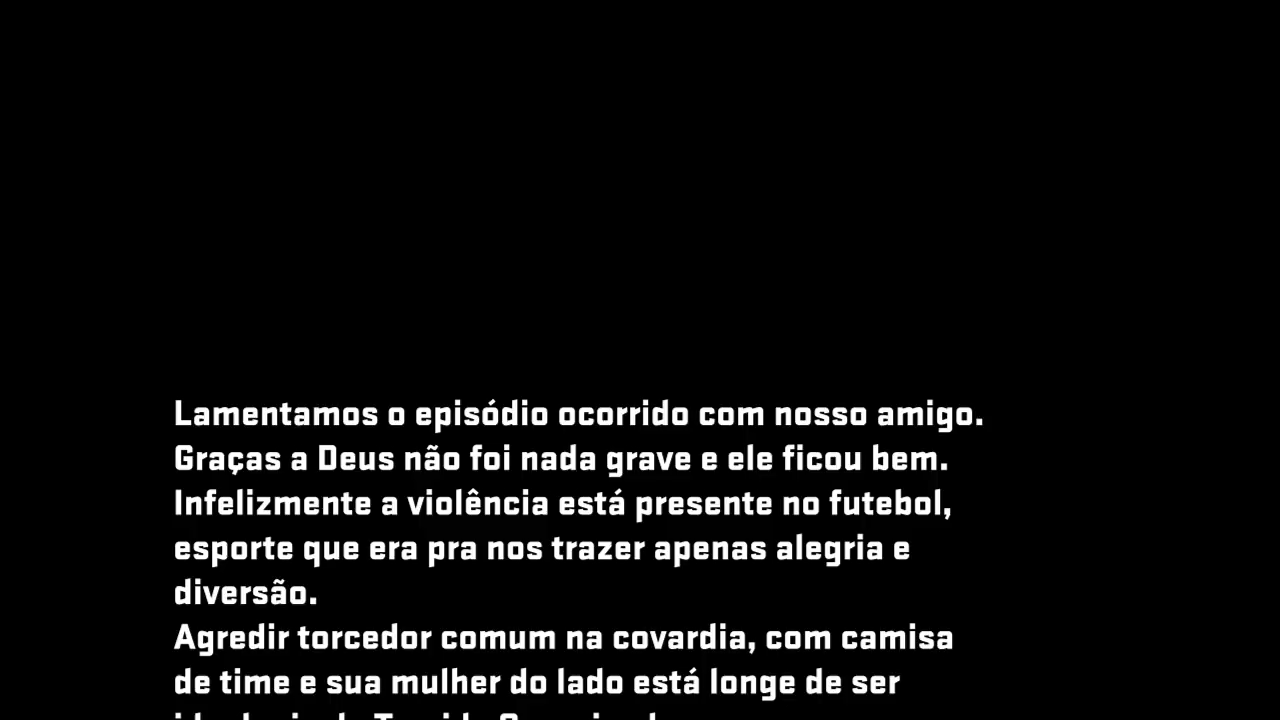 Lamentamos o episódio ocorrido com nosso amigo.
Graças a Deus não foi nada grave e ele ficou bem.
Infelizmente a violência está presente no futebol,
esporte que era pra nos trazer apenas alegria e
diversão.
Agredir torcedor comum na covardia, com camisa
de time e sua mulher do lado está longe de ser